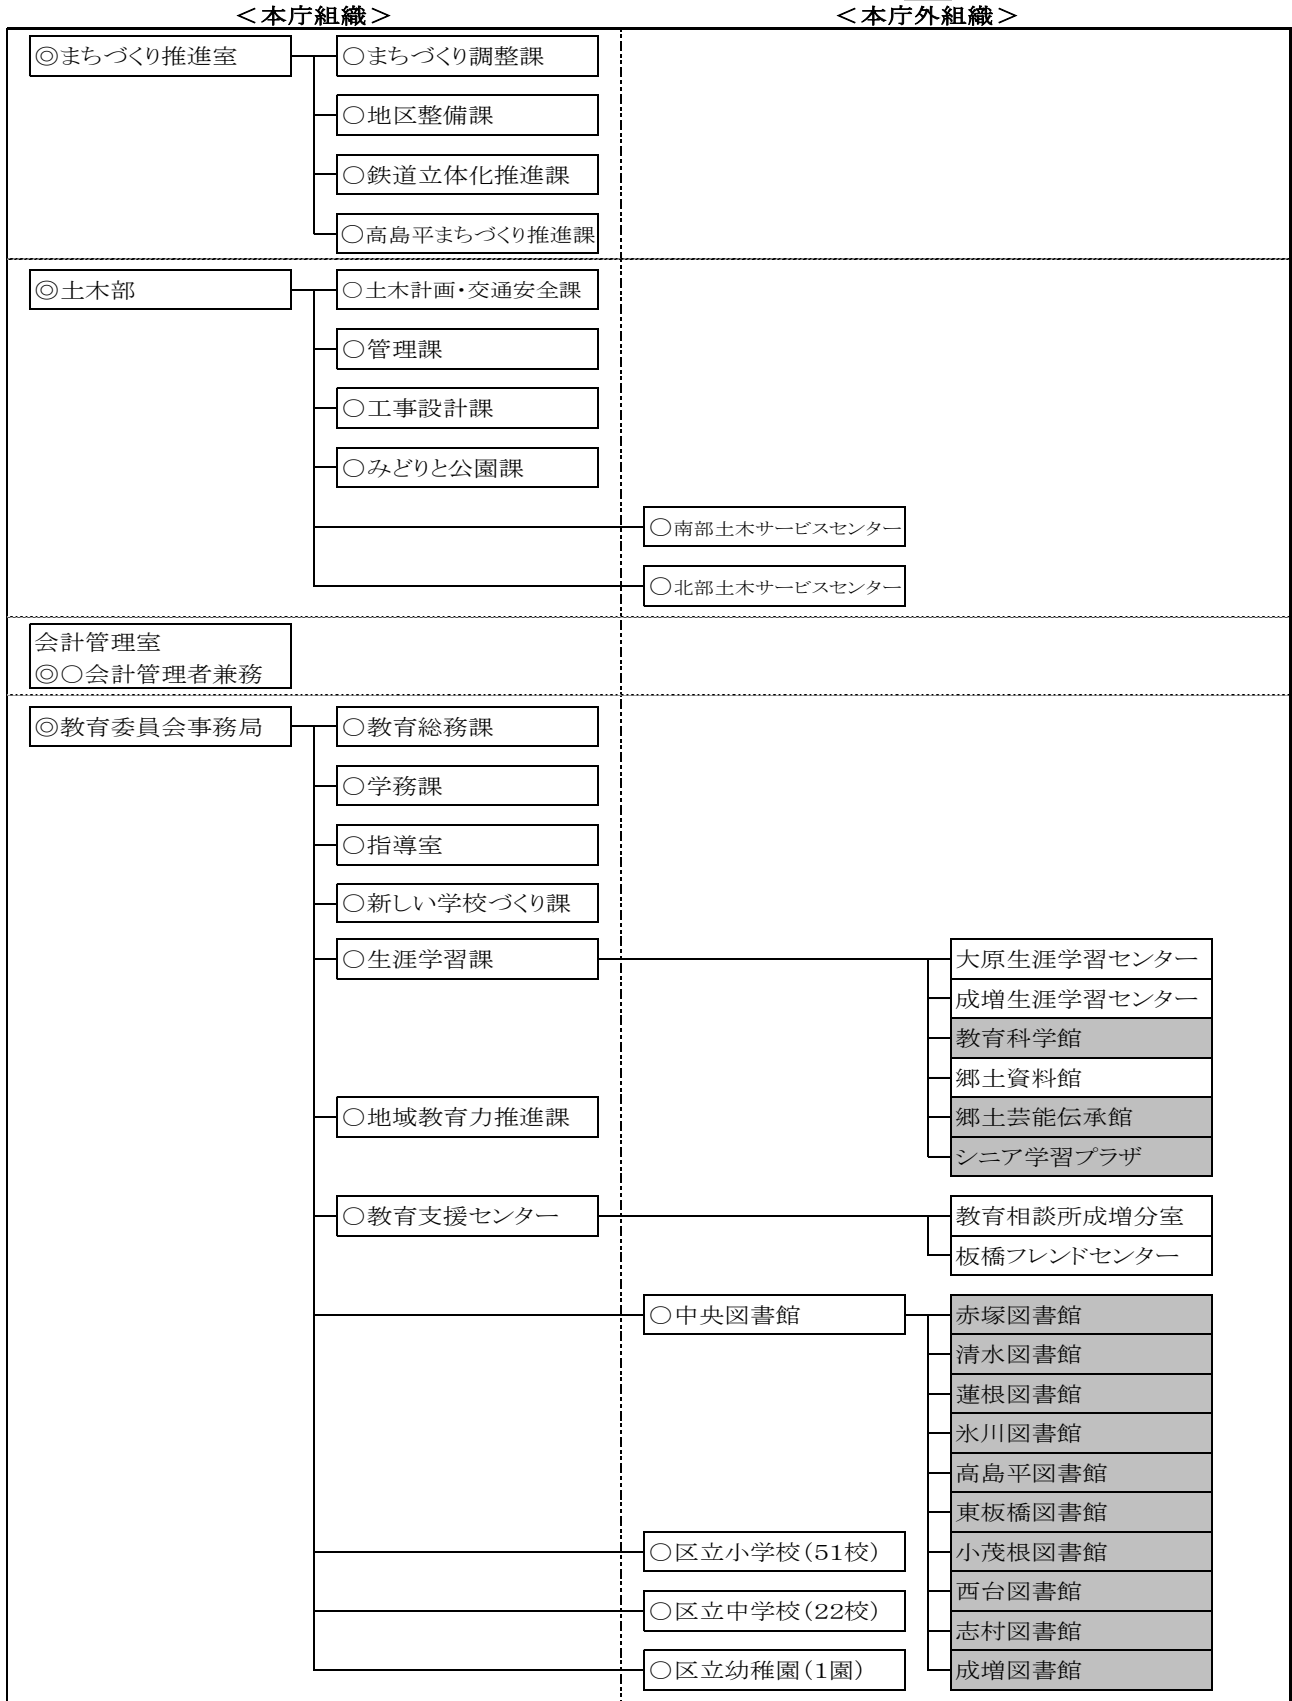 ＜本庁組織＞
＜本庁外組織＞
◎まちづくり推進室
○まちづくり調整課
○地区整備課
○鉄道立体化推進課
○高島平まちづくり推進課
◎土木部
○土木計画・交通安全課
○管理課
○工事設計課
○みどりと公園課
○南部土木サービスセンター
○北部土木サービスセンター
会計管理室
◎○会計管理者兼務
◎教育委員会事務局
○教育総務課
○学務課
○指導室
○新しい学校づくり課
○生涯学習課
大原生涯学習センター
成増生涯学習センター
教育科学館
郷土資料館
郷土芸能伝承館
シニア学習プラザ
○地域教育力推進課
○教育支援センター
教育相談所成増分室
板橋フレンドセンター
○中央図書館
赤塚図書館
清水図書館
蓮根図書館
氷川図書館
高島平図書館
東板橋図書館
小茂根図書館
西台図書館
志村図書館
成増図書館
○区立小学校（51校）
○区立中学校（22校）
○区立幼稚園（1園）